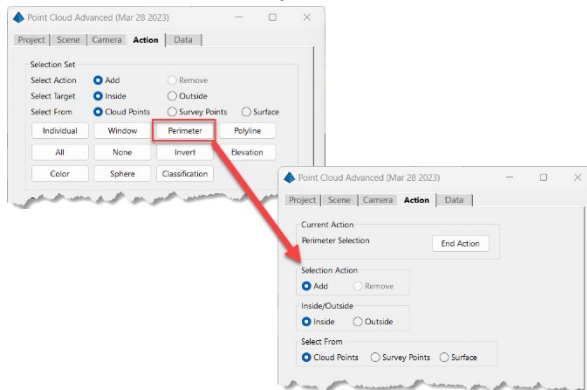 Point Cloud Advanced (Mar 28 2023)
Project Scene Camera Action Data
Selection Set
Select Action Add Remove
Select Target Inside Outside
Select From Cloud Points Survey Points Surface
Individual Window Perimeter Polyline
All None Invert Elevation
Color Sphere Classification
Point Cloud Advanced (Mar 28 2023)
Project Scene Camera Action Data
Current Action
Perimeter Selection End Action
Selection Action
Add Remove
Inside/Outside
Inside Outside
Select From
Cloud Points Survey Points Surface